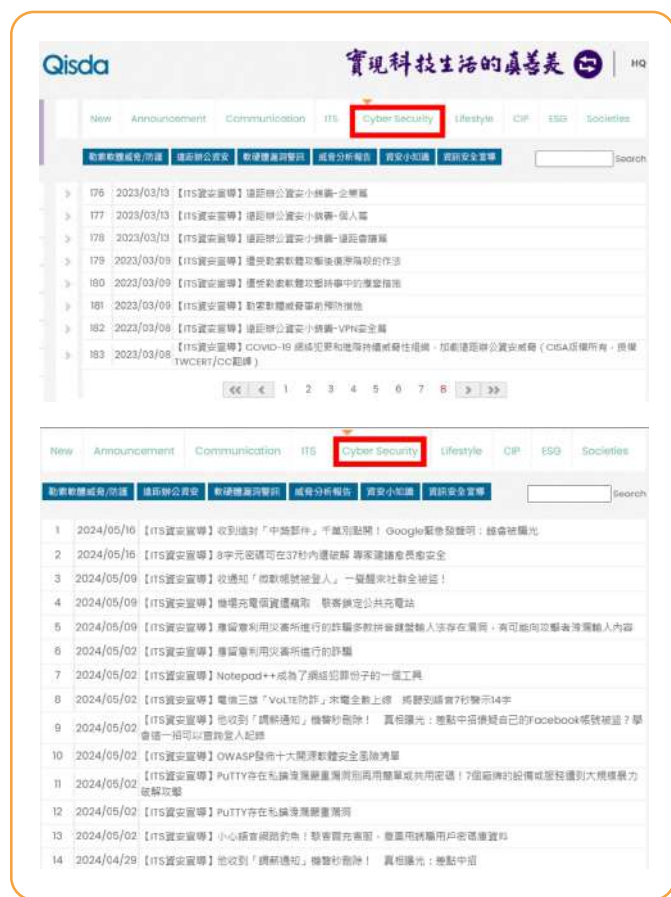 Qisda
實現科技生活的真善美
HQ
New Announcement Communication ITS Cyber Security Lifestyle CIP ESG Societies
勒索軟體威脅/防護 遠距辦公資安 軟硬體漏洞警訊 威脅分析報告 資安小知識 資訊安全宣導 Search
176 2023/03/13 【ITS資安宣導】遠距辦公資安小錦囊-企業篇
177 2023/03/13 【ITS資安宣導】遠距辦公資安小錦囊-個人篇
178 2023/03/13 【ITS資安宣導】遠距辦公資安小錦囊-遠距會議篇
179 2023/03/09 【ITS資安宣導】遭受勒索軟體攻擊後復原階段的作法
180 2023/03/09 【ITS資安宣導】遭受勒索軟體攻擊時事中的應變措施
181 2023/03/09 【ITS資安宣導】勒索軟體威脅事前預防措施
182 2023/03/08 【ITS資安宣導】遠距辦公資安小錦囊-VPN安全篇
183 2023/03/08 【ITS資安宣導】COVID-19 網絡犯更和進階持續威脅性組織，加劇遠距辦公資安威脅 ( CISA版權所有，授權
TWCERT/CC翻譯 )
1 2 3 4 5 6 7 8
New Announcement Communication ITS Cyber Security Lifestyle CIP ESG Societies
勒索軟體威脅/防護 遠距辦公資安 軟硬體漏洞警訊 威脅分析報告 資安小知識 資訊安全宣導 Search
1 2024/05/16 【ITS資安宣導】收到這封「中獎郵件」千萬別點開！ Google緊急發聲明：錢會被騙光
2 2024/05/16 【ITS資安宣導】8字元密碼可在37秒內遭破解 專家建議愈長愈安全
3 2024/05/09 【ITS資安宣導】收通知「微軟帳號被登入」 一覺醒來社群全被盜！
4 2024/05/09 【ITS資安宣導】機場充電個資遭竊取 駭客鎖定公共充電站
5 2024/05/09 【ITS資安宣導】應留意利用災害所進行的詐騙多款拼音鍵盤輸入法存在漏洞，有可能向攻擊者洩漏輸入內容
6 2024/05/02 【ITS資安宣導】應留意利用災害所進行的詐騙
7 2024/05/02 【ITS資安宣導】Notepad++成為了網絡犯罪份子的一個工具
8 2024/05/02 【ITS資安宣導】電信三雄「VoLTE防詐」末電全數上線 將聽到語音7秒警示14字
9 2024/05/02 【ITS資安宣導】他收到「調解通知」機警秒刪除！ 真相曝光：差點中招懷疑自己的Facebook帳號被盜？學
會這一招可以查詢登入記錄
10 2024/05/02 【ITS資安宣導】OWASP發佈十大開源軟體安全風險清單
11 2024/05/02 【ITS資安宣導】PuTTY存在私鑰洩漏嚴重漏洞別再用簡單或共用密碼！7個廠牌的設備或服務遭到大規模暴力
破解攻擊
12 2024/05/02 【ITS資安宣導】PuTTY存在私鑰洩漏嚴重漏洞
13 2024/05/02 【ITS資安宣導】小心語音網路釣魚！駭客冒充客服，意圖用誘騙用戶密碼庫資料
14 2024/04/29 【ITS資安宣導】他收到「調解通知」機警秒刪除！ 真相曝光：差點中招